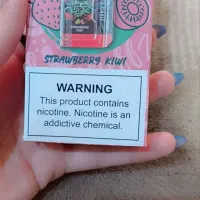 STRAWBERRY KIWI
WARNING
This product contains
nicotine. Nicotine is an
addictive chemical.